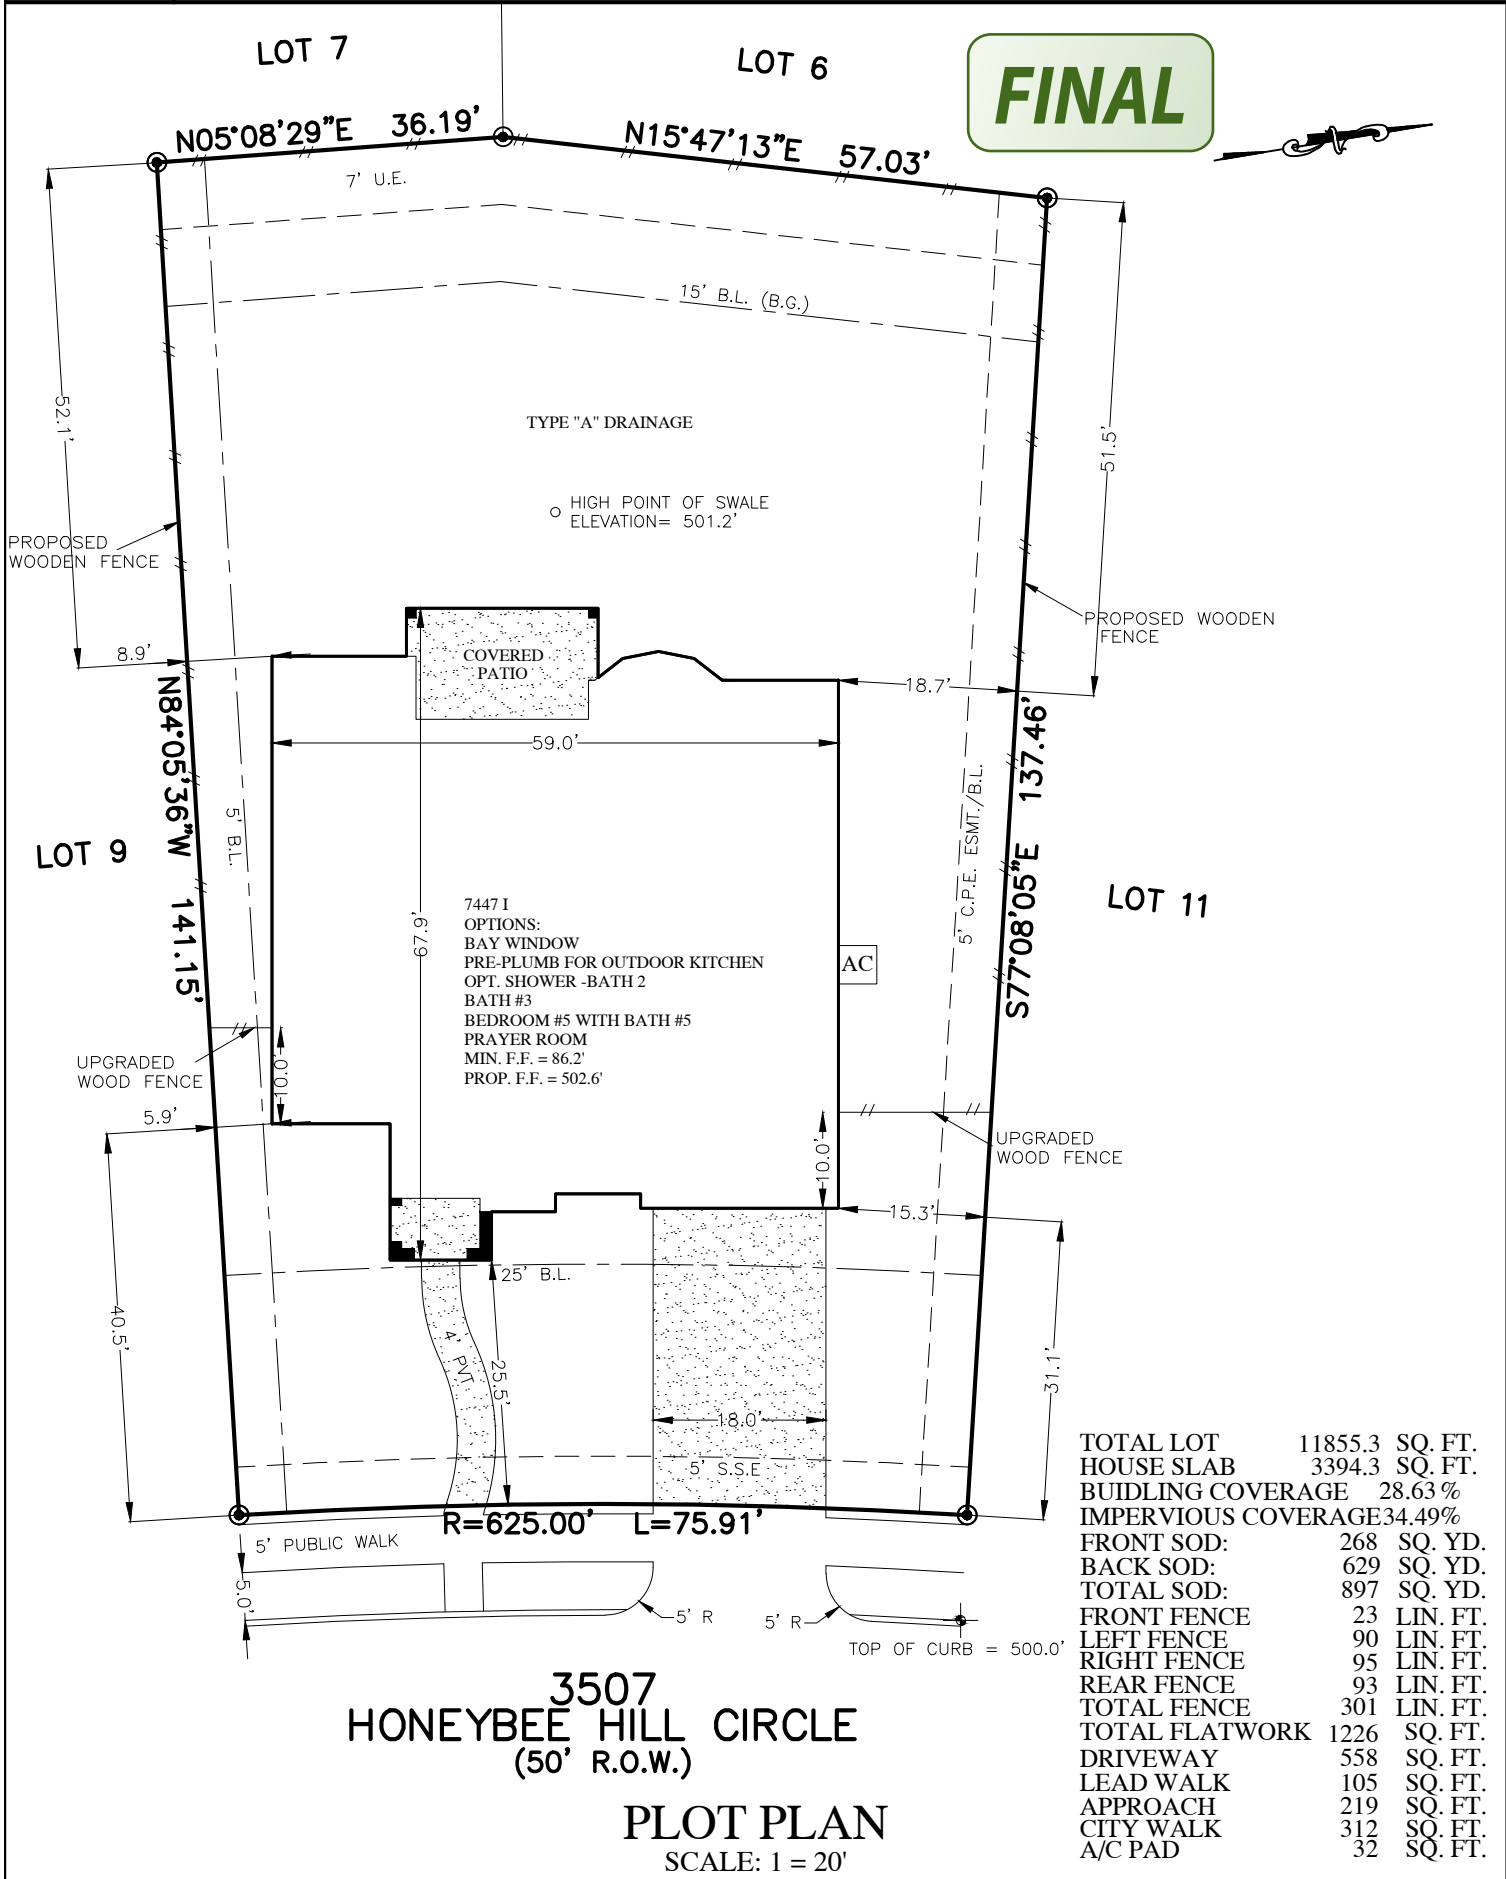 LOT 7
LOT 6
FINAL
N05°08'29"E 36.19'
N15°47'13"E 57.03'
7' U.E.
15' B.L. (B.G.)
52.1'
51.5'
TYPE "A" DRAINAGE
HIGH POINT OF SWALE
ELEVATION= 501.2'
PROPOSED
WOODEN FENCE
PROPOSED WOODEN
FENCE
COVERED
PATIO
8.9'
18.7'
59.0'
N84°05'36"W 141.15'
S77°08'05"E 137.46'
5' B.L.
5' C.P.E. ESMT./B.L.
LOT 9
LOT 11
67.9'
7447 I
OPTIONS:
BAY WINDOW
PRE-PLUMB FOR OUTDOOR KITCHEN
OPT. SHOWER -BATH 2
BATH #3
BEDROOM #5 WITH BATH #5
PRAYER ROOM
MIN. F.F. = 86.2'
PROP. F.F. = 502.6'
AC
UPGRADED
WOOD FENCE
10.0'
5.9'
UPGRADED
WOOD FENCE
10.0'
15.3'
25' B.L.
40.5'
4' PVT
25.5'
31.1'
18.0'
5' S.S.E
R=625.00' L=75.91'
5' PUBLIC WALK
5.0'
5' R
5' R
TOP OF CURB = 500.0'
3507
HONEYBEE HILL CIRCLE
(50' R.O.W.)
PLOT PLAN
SCALE: 1 = 20'
TOTAL LOT 11855.3 SQ. FT.
HOUSE SLAB 3394.3 SQ. FT.
BUIDLING COVERAGE 28.63 %
IMPERVIOUS COVERAGE 34.49%
FRONT SOD: 268 SQ. YD.
BACK SOD: 629 SQ. YD.
TOTAL SOD: 897 SQ. YD.
FRONT FENCE 23 LIN. FT.
LEFT FENCE 90 LIN. FT.
RIGHT FENCE 95 LIN. FT.
REAR FENCE 93 LIN. FT.
TOTAL FENCE 301 LIN. FT.
TOTAL FLATWORK 1226 SQ. FT.
DRIVEWAY 558 SQ. FT.
LEAD WALK 105 SQ. FT.
APPROACH 219 SQ. FT.
CITY WALK 312 SQ. FT.
A/C PAD 32 SQ. FT.